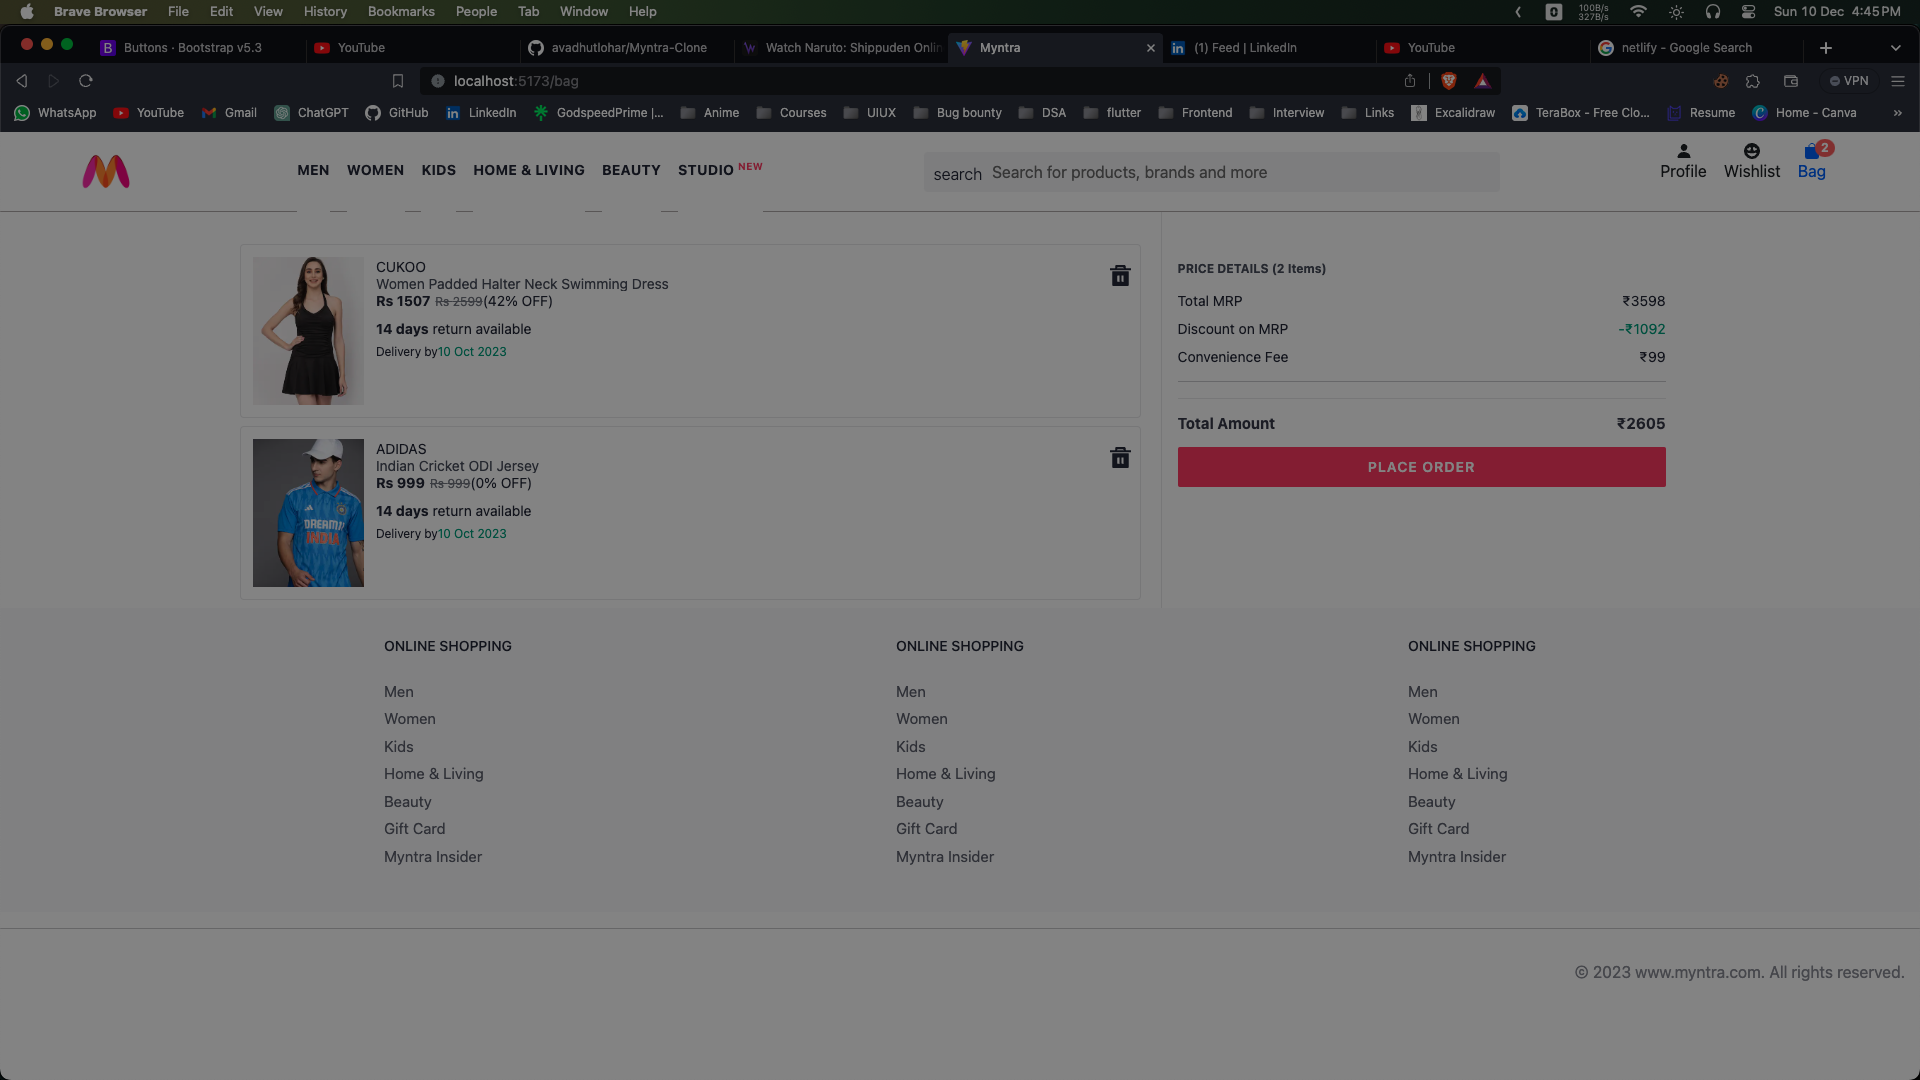 Brave Browser File Edit View History Bookmarks People Tab Window Help 100B/s 327B/s Sun 10 Dec 4:45 PM
Buttons · Bootstrap v5.3 YouTube avadhutlohar/Myntra-Clone Watch Naruto: Shippuden Onlin Myntra (1) Feed | LinkedIn YouTube netlify - Google Search
localhost:5173/bag VPN
WhatsApp YouTube Gmail ChatGPT GitHub LinkedIn GodspeedPrime |... Anime Courses UIUX Bug bounty DSA flutter Frontend Interview Links Excalidraw TeraBox - Free Clo... Resume Home - Canva »
MEN WOMEN KIDS HOME & LIVING BEAUTY STUDIO NEW
search Search for products, brands and more
Profile Wishlist Bag 2
CUKOO
Women Padded Halter Neck Swimming Dress
Rs 1507 Rs 2599(42% OFF)
14 days return available
Delivery by10 Oct 2023
ADIDAS
Indian Cricket ODI Jersey
Rs 999 Rs 999(0% OFF)
14 days return available
Delivery by10 Oct 2023
DREAM11
INDIA
PRICE DETAILS (2 Items)
Total MRP ₹3598
Discount on MRP -₹1092
Convenience Fee ₹99
Total Amount ₹2605
PLACE ORDER
ONLINE SHOPPING
Men
Women
Kids
Home & Living
Beauty
Gift Card
Myntra Insider
ONLINE SHOPPING
Men
Women
Kids
Home & Living
Beauty
Gift Card
Myntra Insider
ONLINE SHOPPING
Men
Women
Kids
Home & Living
Beauty
Gift Card
Myntra Insider
© 2023 www.myntra.com. All rights reserved.